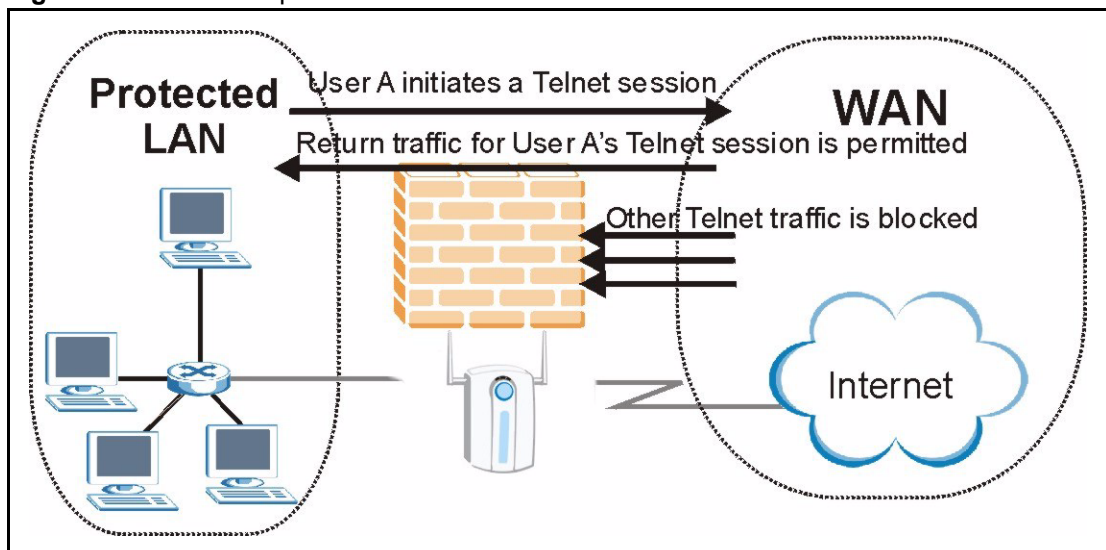 Protected
LAN
User A initiates a Telnet session
WAN
Return traffic for User A's Telnet session is permitted
Other Telnet traffic is blocked
Internet